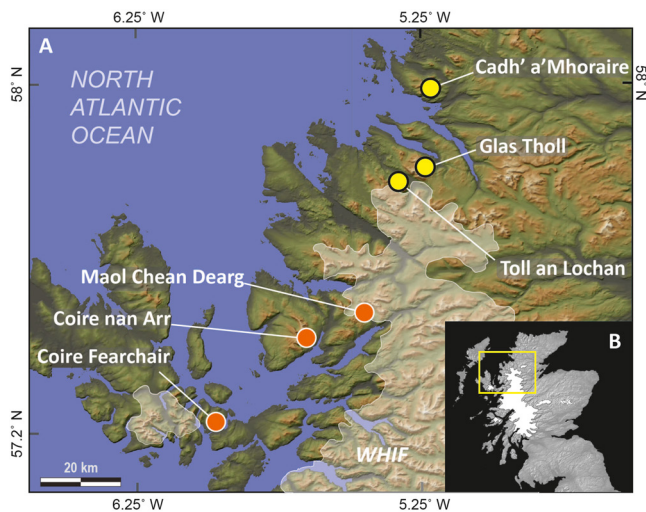 6.25° W
5.25° W
A
Cadh' a'Mhoraire
58° N
58° N
NORTH
ATLANTIC
OCEAN
Glas Tholl
Toll an Lochan
Maol Chean Dearg
Coire nan Arr
Coire Fearchair
B
57.2° N
57.2° N
WHIF
20 km
6.25° W
5.25° W